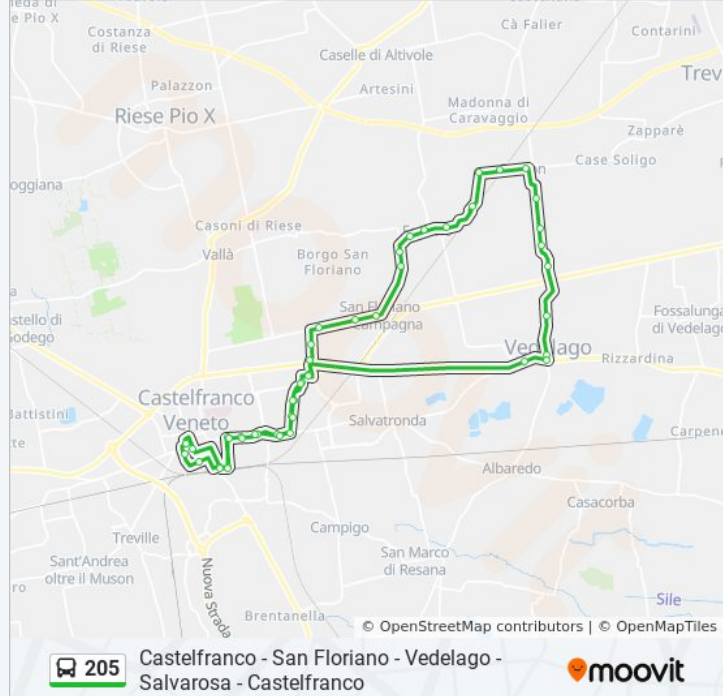 e Pio X
Costanza
di Riese
Cà Falier
Contarini
Caselle di Altivole
Palazzon
Artesini
Trev
Riese Pio X
Madonna di
Caravaggio
Zapparè
Case Soligo
oggiana
Casoni di Riese
Vallà
Borgo San
Floriano
San Floriano
Campagna
Fossalunga
di Vedelago
stello di
Godego
Vedelago
Rizzardina
Castelfranco
Veneto
Battistini
Salvatronda
Carpene
Albaredo
Casacorba
Treville
Campigo
Sant'Andrea
oltre il Muson
San Marco
di Resana
Nuova Strada
Brentanella
Sile
© OpenStreetMap contributors | © OpenMapTiles
205
Castelfranco - San Floriano - Vedelago -
Salvarosa - Castelfranco
moovit